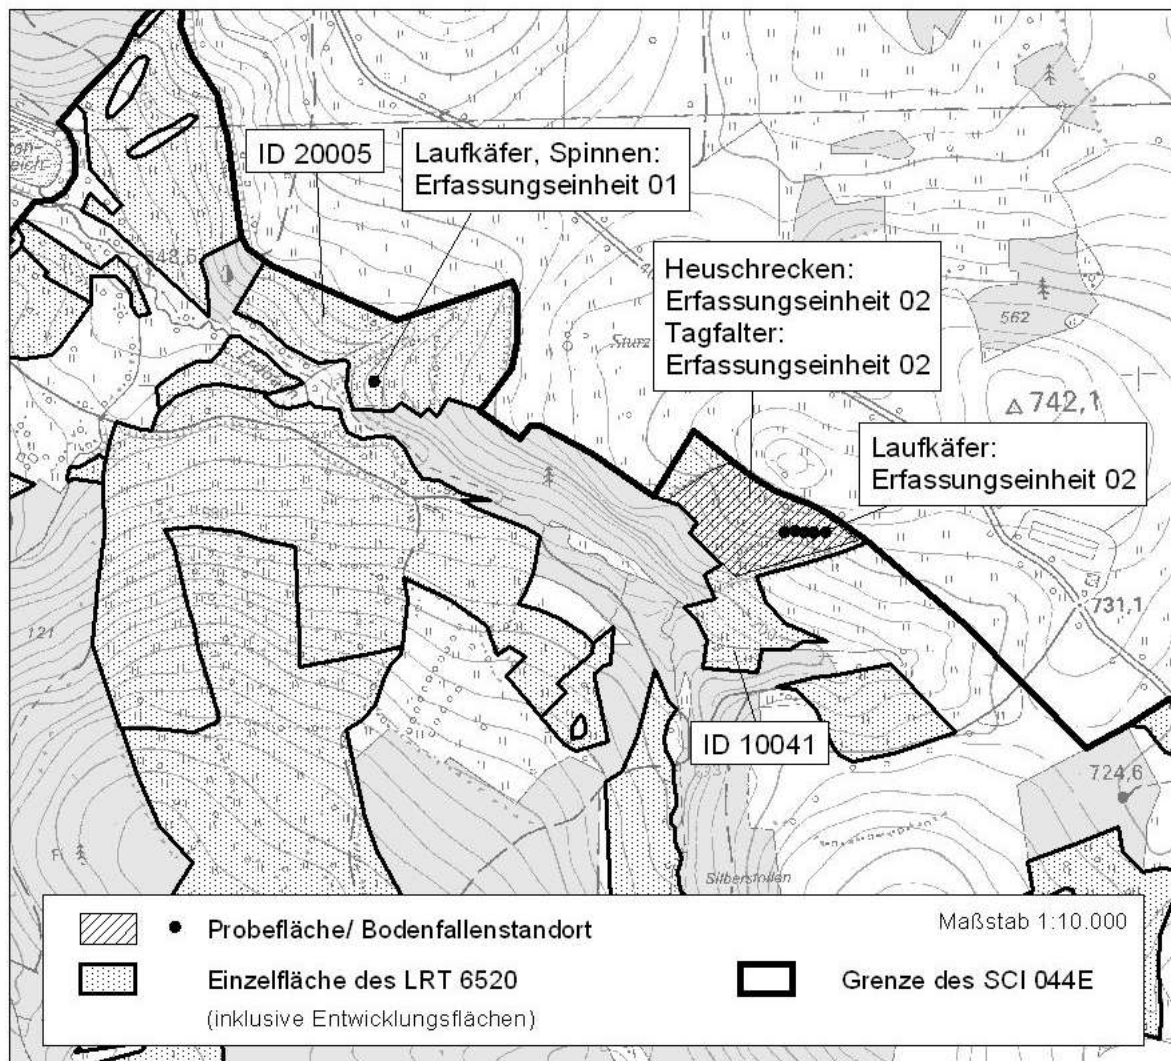 ID 20005
Laufkäfer, Spinnen:
Erfassungseinheit 01
Heuschrecken:
Erfassungseinheit 02
Tagfalter:
Erfassungseinheit 02
562
742,1
Laufkäfer:
Erfassungseinheit 02
731,1
121
ID 10041
724,6
Silberstollen
Probefläche/ Bodenfallenstandort
Maßstab 1:10.000
Einzelfläche des LRT 6520
Grenze des SCI 044E
(inklusive Entwicklungsflächen)